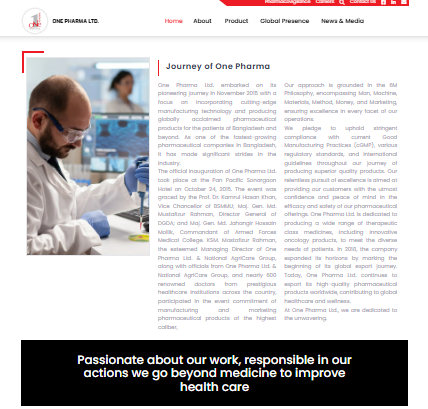 Pharmacovigilance Careers Contact Us
ONE PHARMA LTD.
Home About Product Global Presence News & Media
Journey of One Pharma
One Pharma Ltd. embarked on its
pioneering journey in November 2015 with a
focus on incorporating cutting-edge
manufacturing technology and producing
globally acclaimed pharmaceutical
products for the patients of Bangladesh and
beyond. As one of the fastest growing
pharmaceutical companies in Bangladesh,
it has made significant strides in the
industry.
The official inauguration of One Pharma Ltd.
took place at the Pan Pacific Sonargaon
Hotel on October 24, 2015. The event was
graced by the Prof. Dr. Kamrul Hasan Khan,
Vice Chancellor of BSMMU, Maj. Gen. Md.
Mustafizur Rahman, Director General of
DGDA; and Maj. Gen. Md. Jahangir Hossain
Mollik, Commandant of Armed Forces
Medical College. KSM. Mostafizur Rahman,
the esteemed Managing Director of One
Pharma Ltd. & National AgriCare Group,
along with officials from One Pharma Ltd. &
National AgriCare Group, and nearly 600
renowned doctors from prestigious
healthcare institutions across the country,
participated in the event commitment of
manufacturing and marketing
pharmaceutical products of the highest
caliber.
Our approach is grounded in the 6M
Philosophy, encompassing Man, Machine,
Materials, Method, Money, and Marketing,
ensuring excellence in every facet of our
operations.
We pledge to uphold stringent
compliance with current Good
Manufacturing Practices (cGMP), various
regulatory standards, and international
guidelines throughout our journey of
producing superior quality products. Our
relentless pursuit of excellence is aimed at
providing our customers with the utmost
confidence and peace of mind in the
efficacy and safety of our pharmaceutical
offerings. One Pharma Ltd. is dedicated to
producing a wide range of therapeutic
class medicines, including innovative
oncology products, to meet the diverse
needs of patients. In 2018, the company
expanded its horizons by marking the
beginning of its global export journey.
Today, One Pharma Ltd. continues to
export its high-quality pharmaceutical
products worldwide, contributing to global
healthcare and wellness.
At One Pharma Ltd., we are dedicated to
the unwavering.
Passionate about our work, responsible in our
actions we go beyond medicine to improve
health care